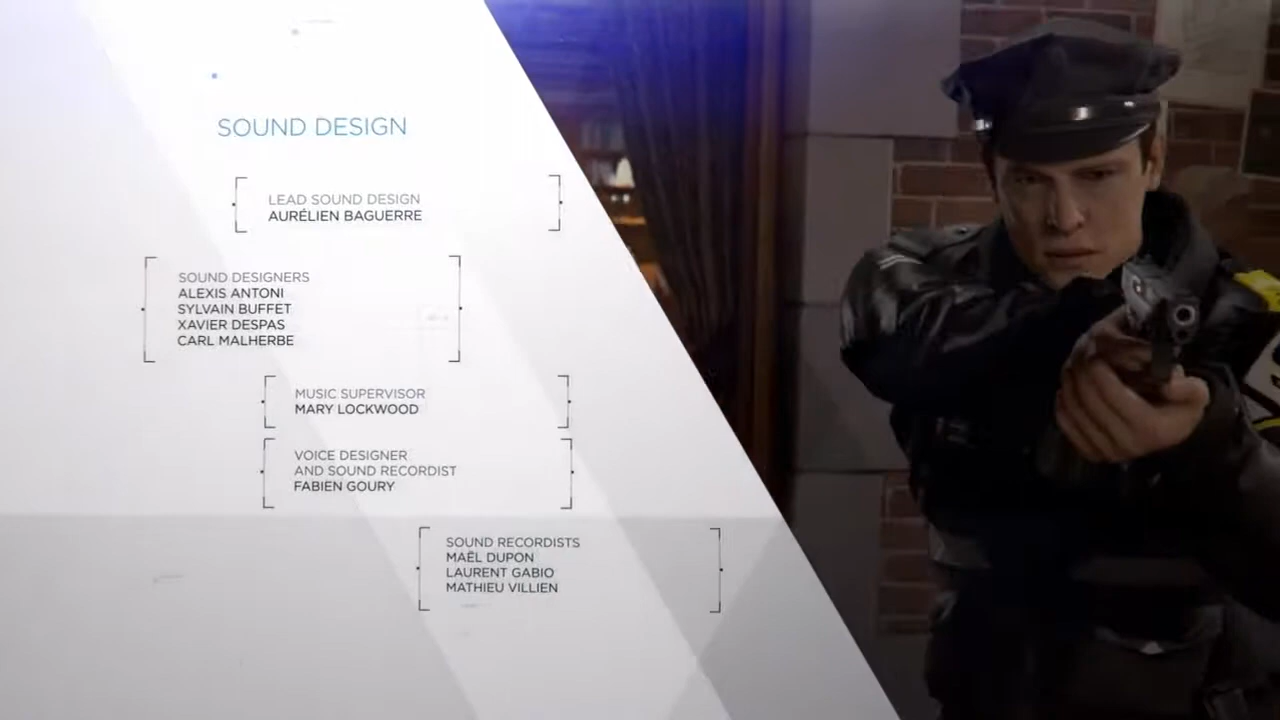 SOUND DESIGN
LEAD SOUND DESIGN
AURÉLIEN BAGUERRE
SOUND DESIGNERS
ALEXIS ANTONI
SYLVAIN BUFFET
XAVIER DESPAS
CARL MALHERBE
MUSIC SUPERVISOR
MARY LOCKWOOD
VOICE DESIGNER
AND SOUND RECORDIST
FABIEN GOURY
SOUND RECORDISTS
MAËL DUPON
LAURENT GABIO
MATHIEU VILLIEN